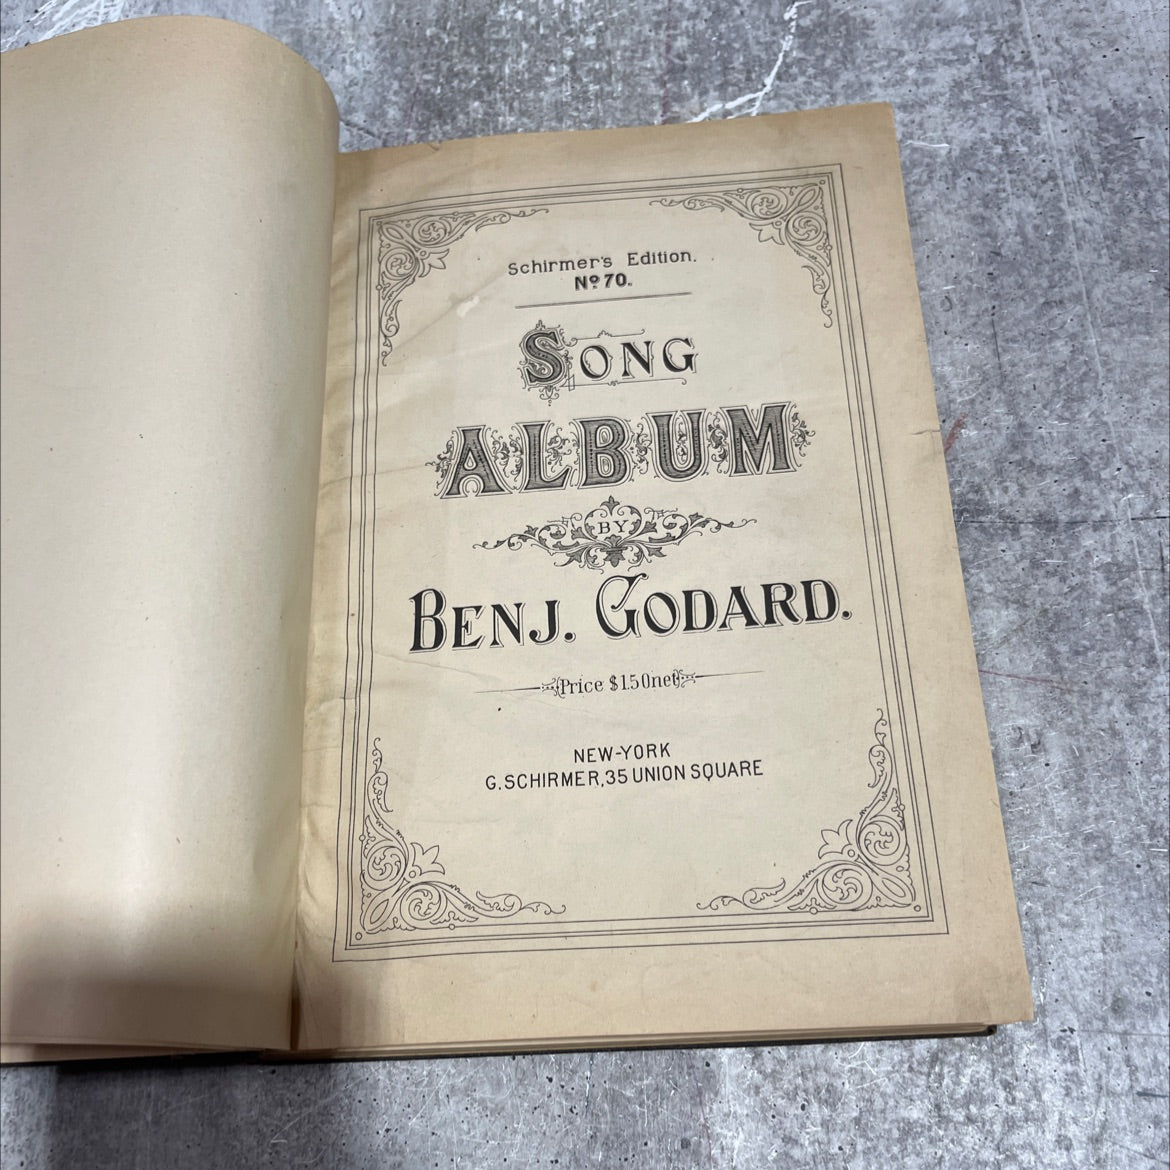 Schirmer's Edition.
Nº 70.
SONG
ALBUM
BY
BENJ. GODARD.
Price $1.50 net
NEW-YORK
G. SCHIRMER, 35 UNION SQUARE